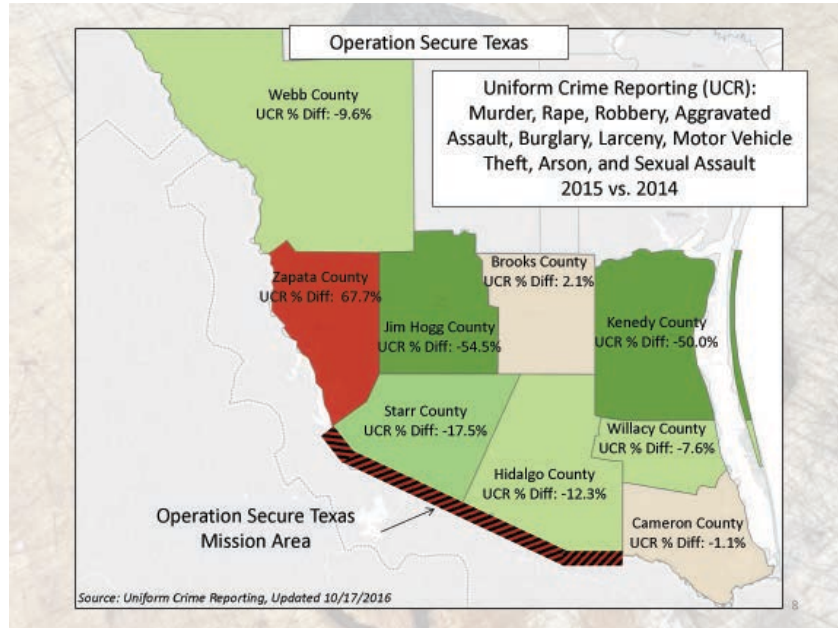 Operation Secure Texas
Uniform Crime Reporting (UCR):
Murder, Rape, Robbery, Aggravated
Assault, Burglary, Larceny, Motor Vehicle
Theft, Arson, and Sexual Assault
2015 vs. 2014
Webb County
UCR % Diff: -9.6%
Zapata County
UCR % Diff: 67.7%
Jim Hogg County
UCR % Diff: -54.5%
Brooks County
UCR % Diff: 2.1%
Kenedy County
UCR % Diff: -50.0%
Starr County
UCR % Diff: -17.5%
Hidalgo County
UCR % Diff: -12.3%
Willacy County
UCR % Diff: -7.6%
Cameron County
UCR % Diff: -1.1%
Operation Secure Texas
Mission Area
Source: Uniform Crime Reporting, Updated 10/17/2016
8